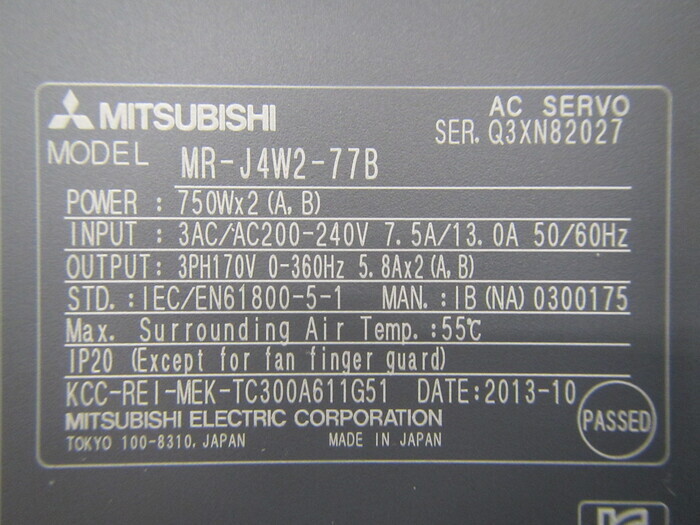 MITSUBISHI
AC SERVO
SER. Q3XN82027
MODEL MR-J4W2-77B
POWER : 750Wx2(A, B)
INPUT : 3AC/AC200-240V 7.5A/13.0A 50/60Hz
OUTPUT: 3PH170V 0-360Hz 5.8Ax2(A, B)
STD. : IEC/EN61800-5-1 MAN. : IB(NA)0300175
Max. Surrounding Air Temp. : 55℃
IP20 (Except for fan finger guard)
KCC-REI-MEK-TC300A611G51 DATE:2013-10
MITSUBISHI ELECTRIC CORPORATION
TOKYO 100-8310, JAPAN MADE IN JAPAN
PASSED